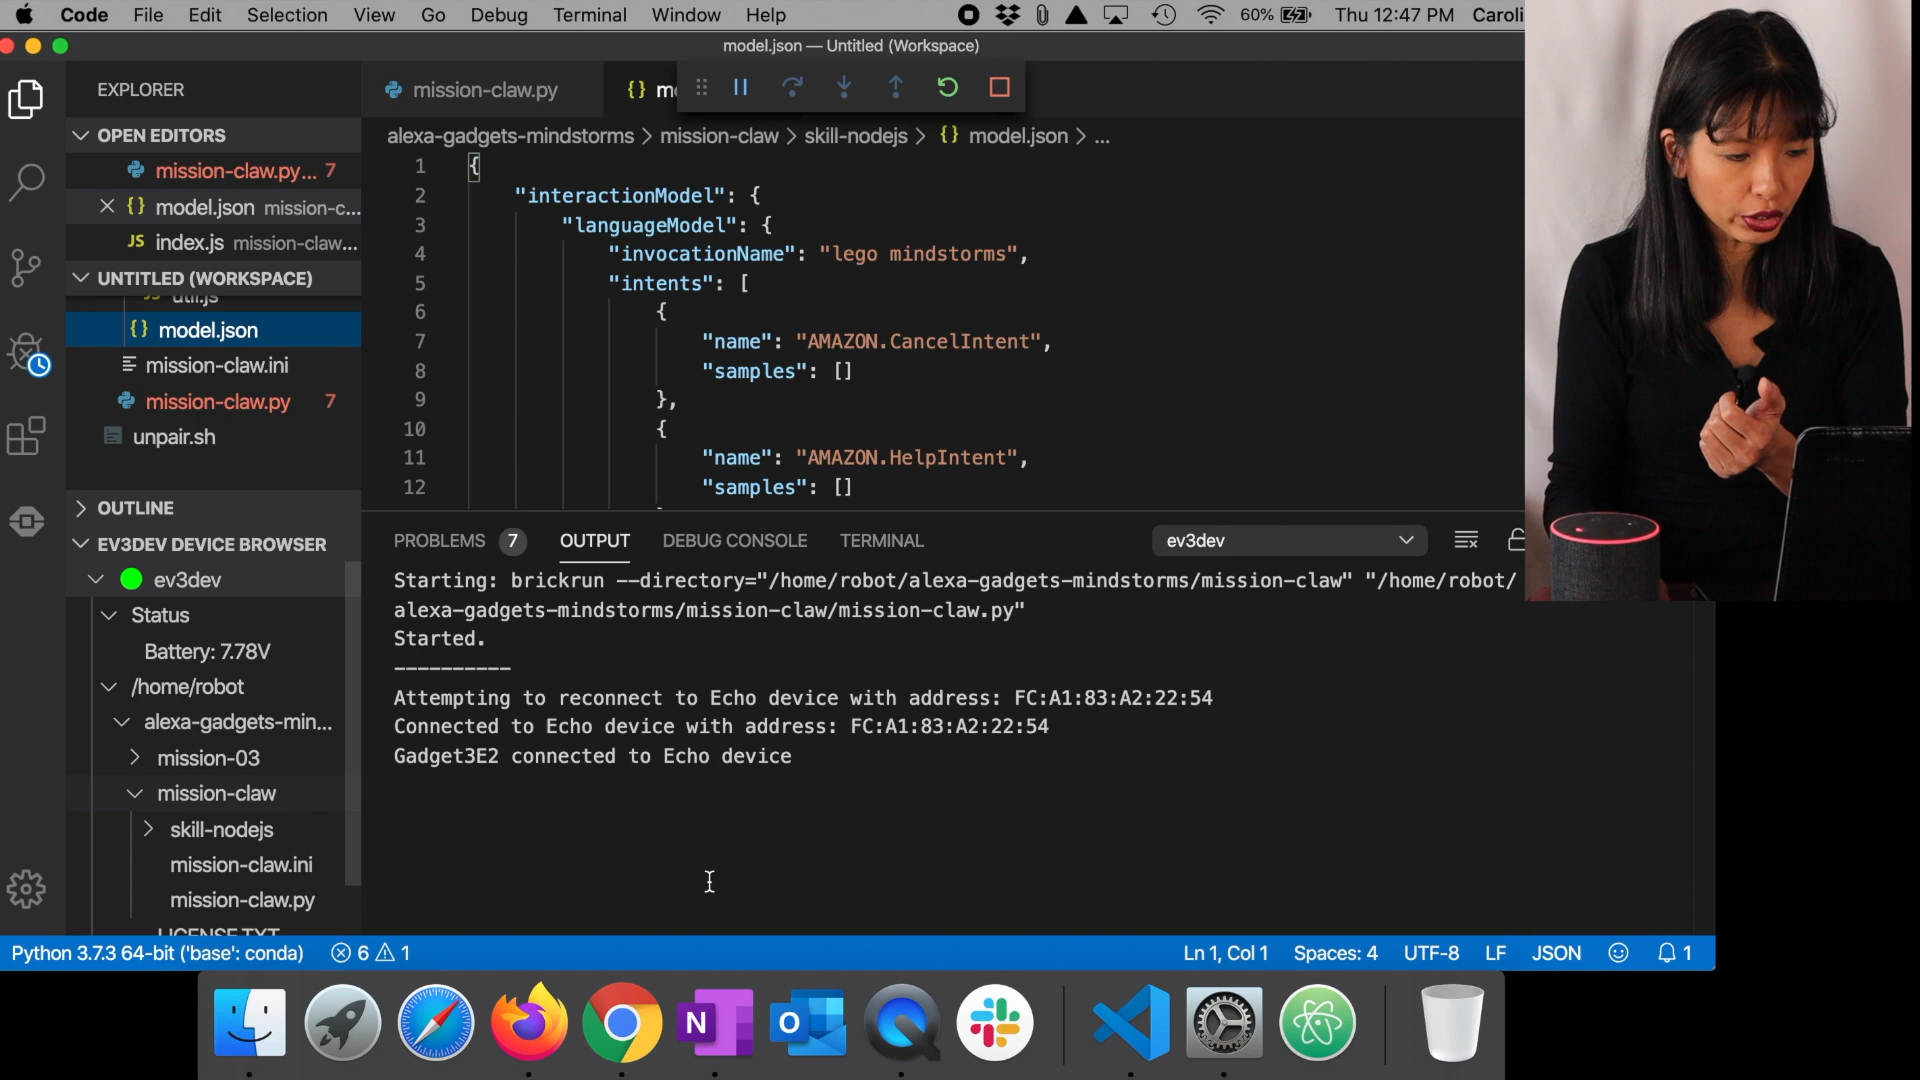 Code File Edit Selection View Go Debug Terminal Window Help 60% Thu 12:47 PM Caroli
model.json — Untitled (Workspace)
EXPLORER
OPEN EDITORS
mission-claw.py... 7
model.json mission-c...
index.js mission-claw...
UNTITLED (WORKSPACE)
util.js
model.json
mission-claw.ini
mission-claw.py 7
unpair.sh
OUTLINE
EV3DEV DEVICE BROWSER
ev3dev
Status
Battery: 7.78V
/home/robot
alexa-gadgets-min...
mission-03
mission-claw
skill-nodejs
mission-claw.ini
mission-claw.py
LICENSE.TXT
mission-claw.py {} mo
alexa-gadgets-mindstorms > mission-claw > skill-nodejs > {} model.json > ...
1 {
2 "interactionModel": {
3 "languageModel": {
4 "invocationName": "lego mindstorms",
5 "intents": [
6 {
7 "name": "AMAZON.CancelIntent",
8 "samples": []
9 },
10 {
11 "name": "AMAZON.HelpIntent",
12 "samples": []
PROBLEMS 7 OUTPUT DEBUG CONSOLE TERMINAL ev3dev
Starting: brickrun --directory="/home/robot/alexa-gadgets-mindstorms/mission-claw" "/home/robot/
alexa-gadgets-mindstorms/mission-claw/mission-claw.py"
Started.
----------
Attempting to reconnect to Echo device with address: FC:A1:83:A2:22:54
Connected to Echo device with address: FC:A1:83:A2:22:54
Gadget3E2 connected to Echo device
Python 3.7.3 64-bit ('base': conda) 6 1 Ln 1, Col 1 Spaces: 4 UTF-8 LF JSON 1